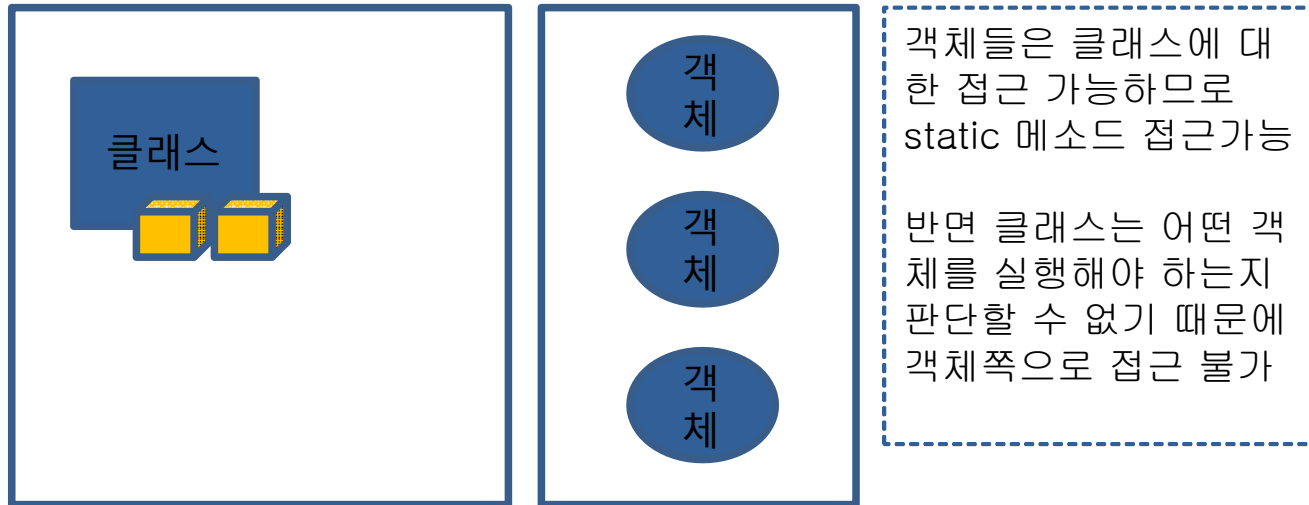 클래스
객
체
객
체
객
체
객체들은 클래스에 대
한 접근 가능하므로
static 메소드 접근가능
반면 클래스는 어떤 객
체를 실행해야 하는지
판단할 수 없기 때문에
객체쪽으로 접근 불가